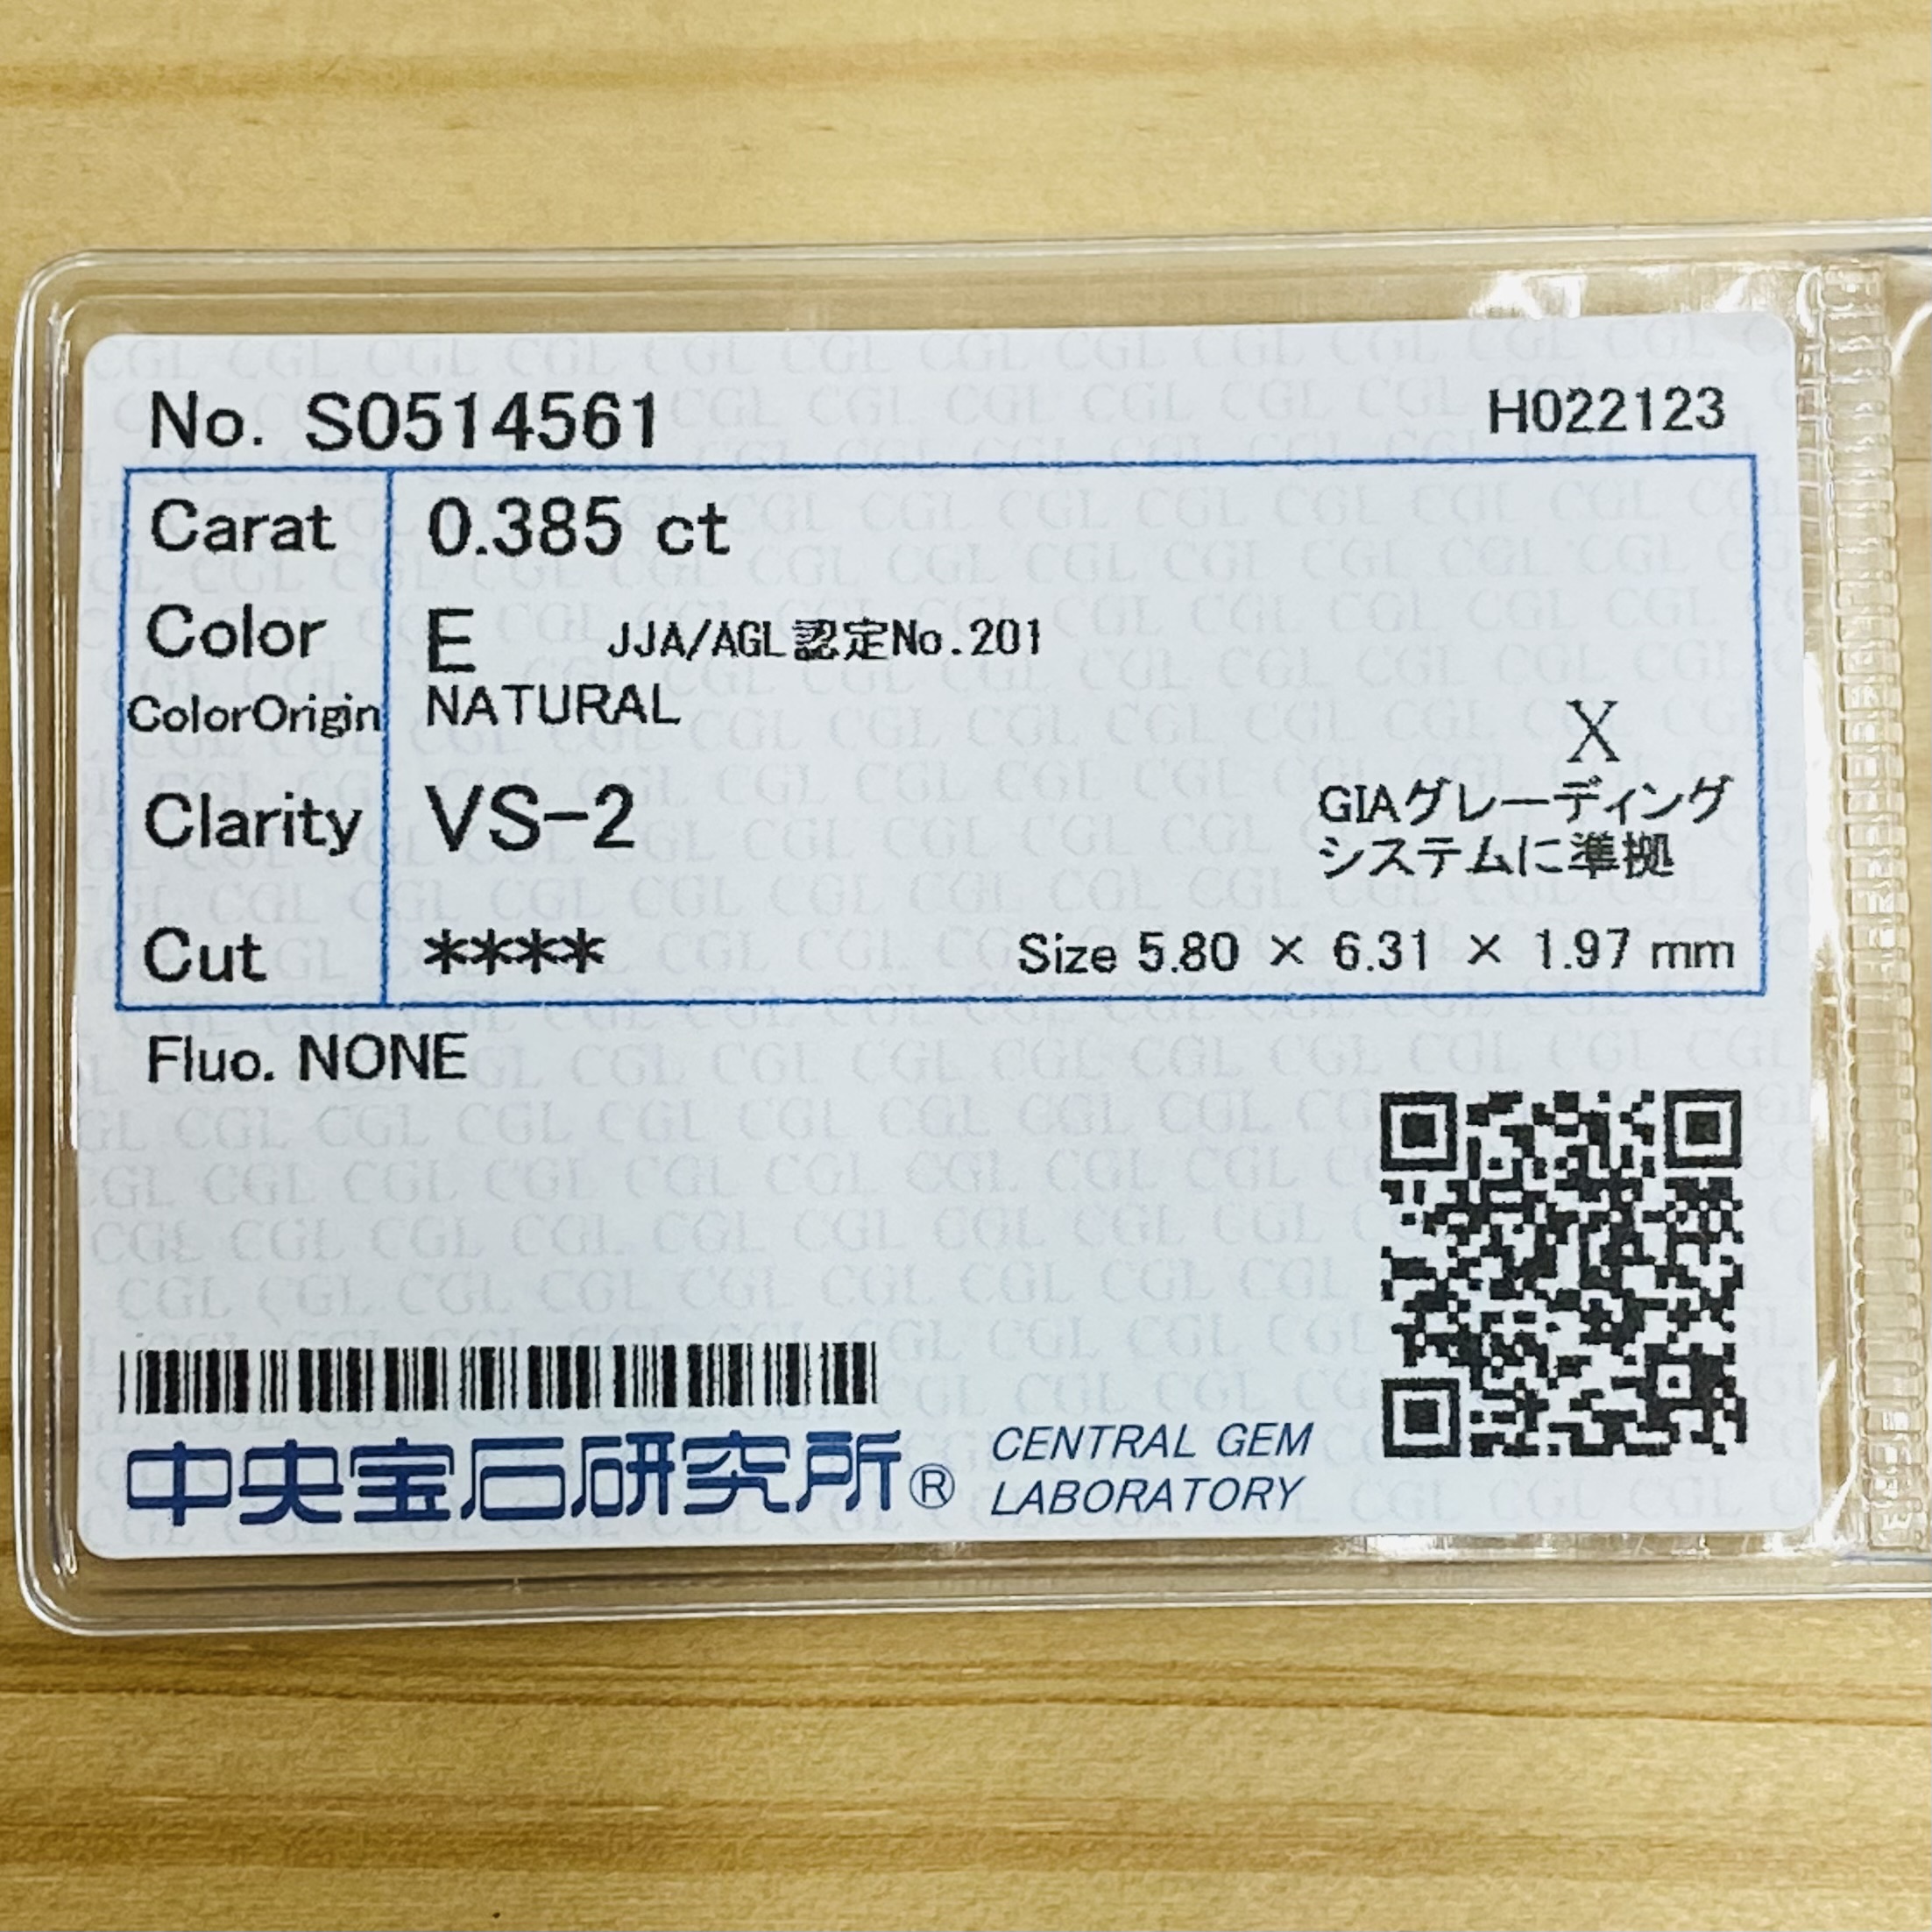 No. S0514561 H022123
Carat 0.385 ct
Color E JJA/AGL認定No.201
ColorOrigin NATURAL
X
Clarity VS-2 GIAグレーディング
システムに準拠
Cut **** Size 5.80 × 6.31 × 1.97 mm
Fluo. NONE
中央宝石研究所® CENTRAL GEM
LABORATORY